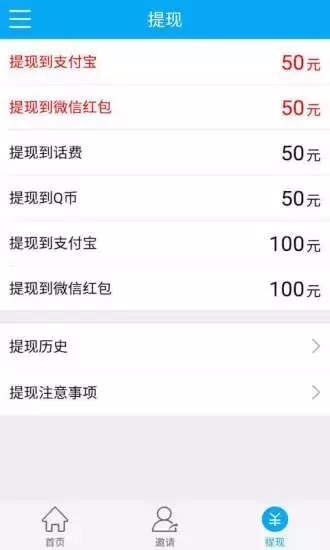 提现
提现到支付宝 50元
提现到微信红包 50元
提现到话费 50元
提现到Q币 50元
提现到支付宝 100元
提现到微信红包 100元
提现历史
提现注意事项
首页 邀请 提现